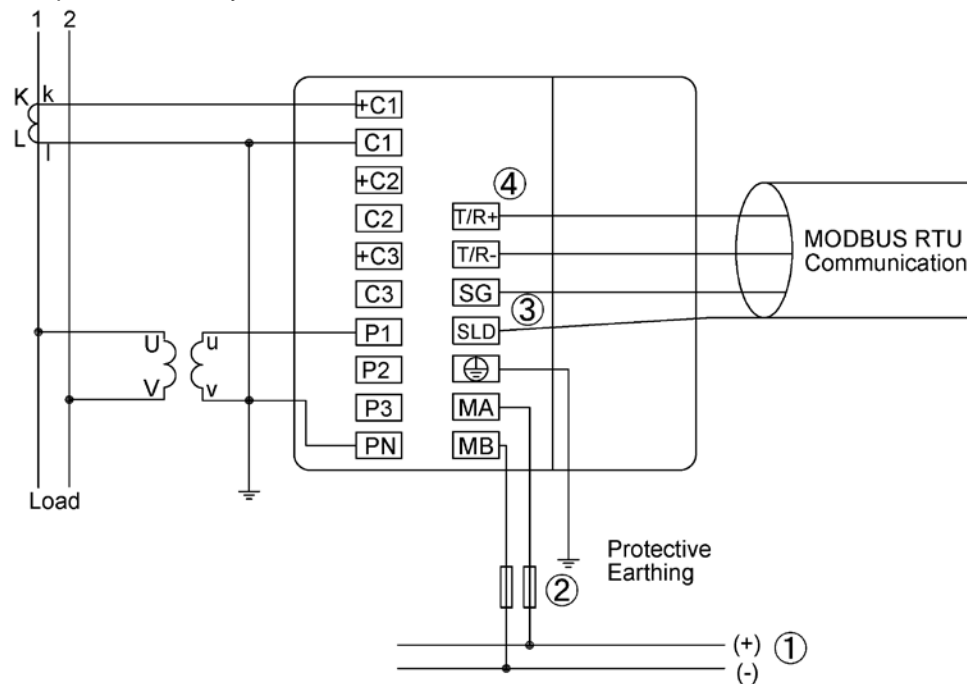 1 2
K k
L l
+C1
C1
+C2
C2
+C3
C3
P1
P2
P3
PN
④
T/R+
T/R-
SG
③
SLD
MA
MB
MODBUS RTU
Communication
U u
V v
Load
Protective
Earthing
②
(+) ①
(-)